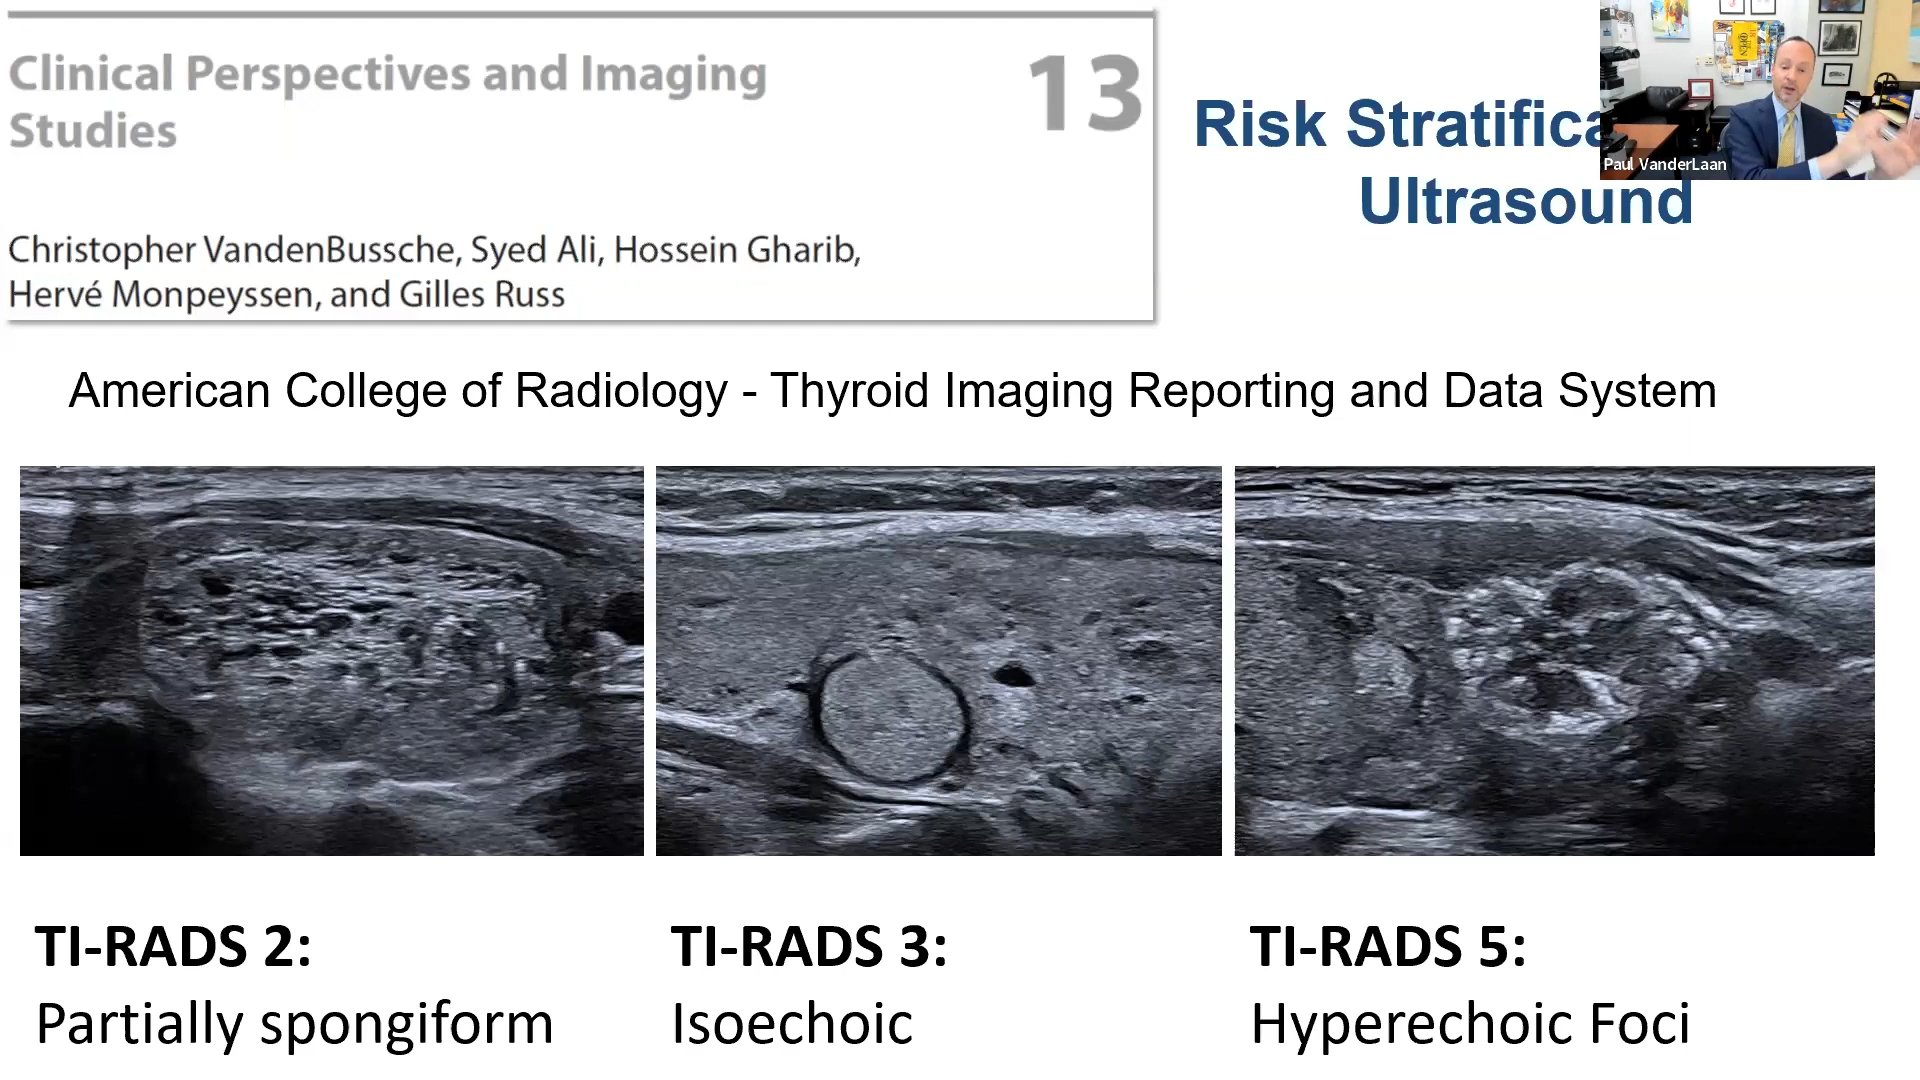 Clinical Perspectives and Imaging
Studies
13
Christopher VandenBussche, Syed Ali, Hossein Gharib,
Hervé Monpeyssen, and Gilles Russ
Risk
Ultrasound
Paul VanderLaan
American College of Radiology - Thyroid Imaging Reporting and Data System
TI-RADS 2:
Partially spongiform
TI-RADS 3:
Isoechoic
TI-RADS 5:
Hyperechoic Foci